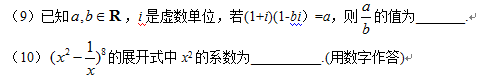 （9）已知a,b∈R，i是虚数单位，若(1+i)(1-bi）=a，则a/b的值为_______.
（10）(x²-1/x)⁸的展开式中x²的系数为__________.(用数字作答)